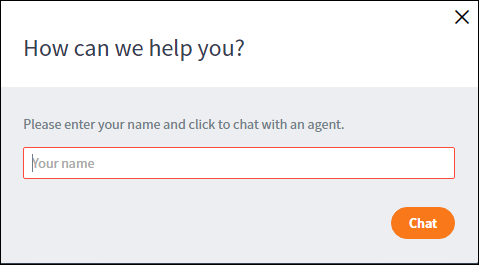 How can we help you?
Please enter your name and click to chat with an agent.
Your name
Chat